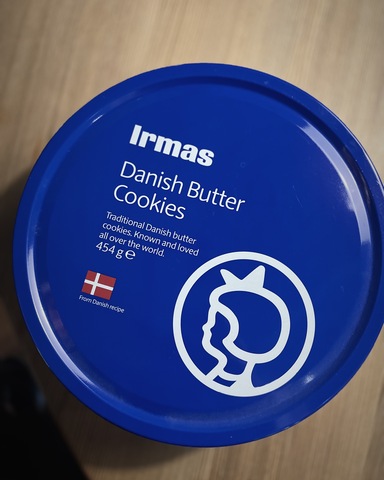 Irmas
Danish Butter
Cookies
Traditional Danish butter
cookies. Known and loved
all over the world.
454 g ℮
From Danish recipe